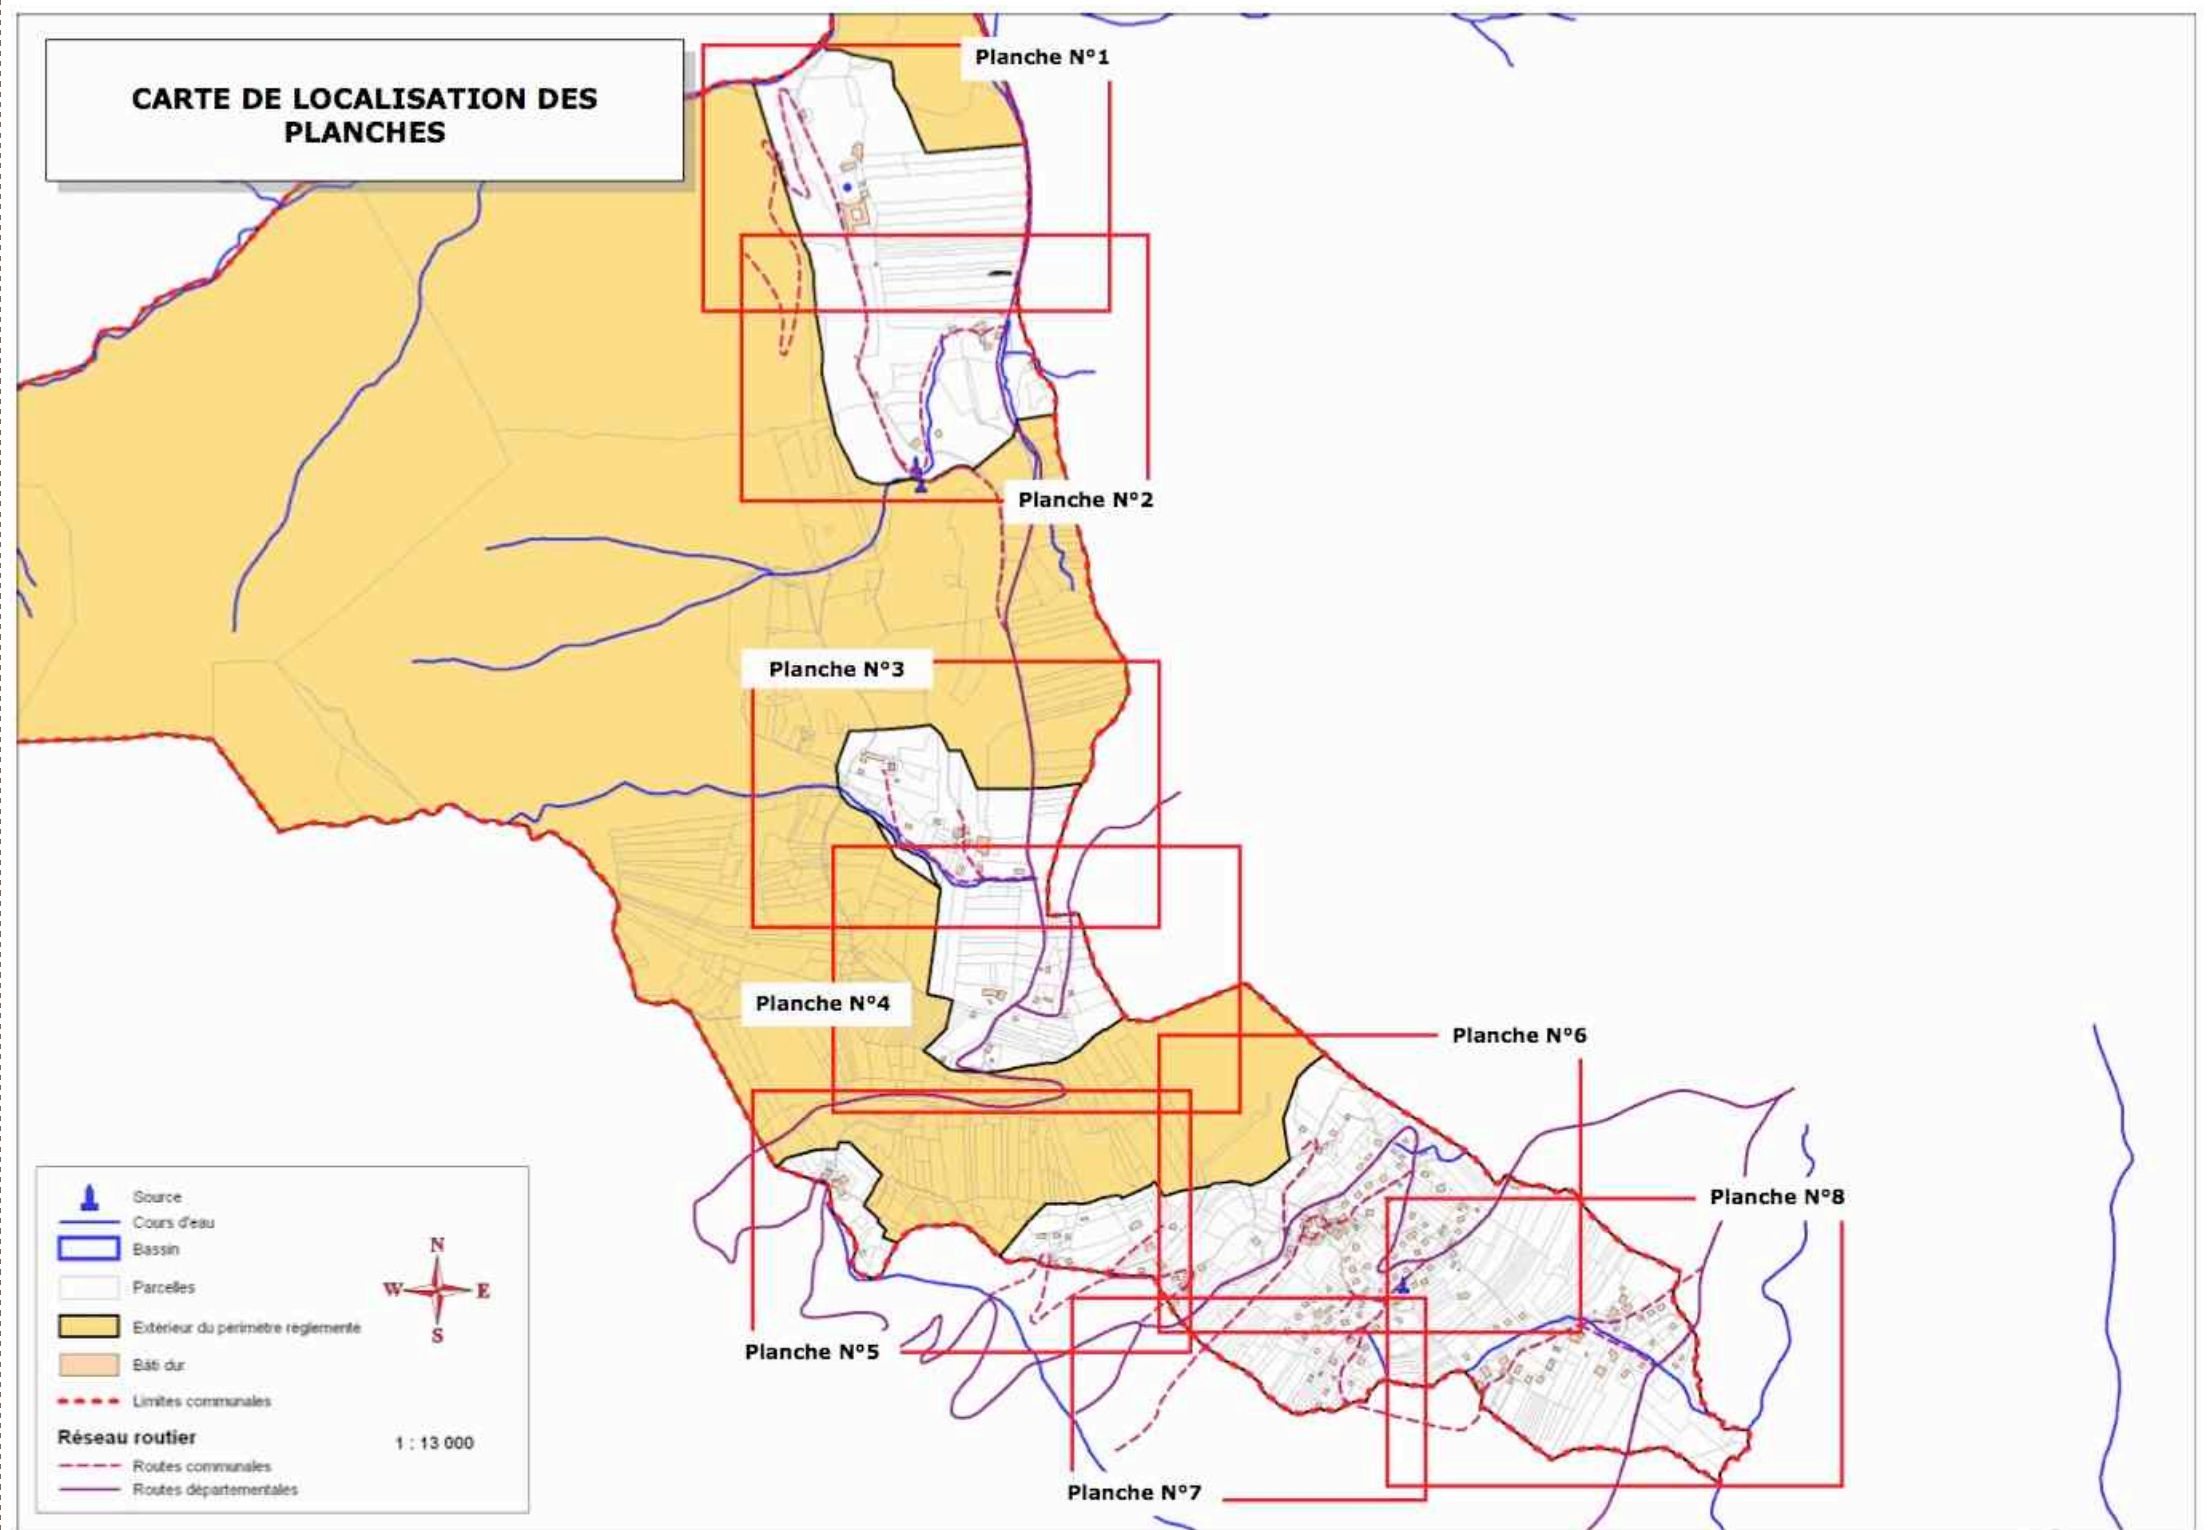 CARTE DE LOCALISATION DES
PLANCHES
Planche N°1
Planche N°2
Planche N°3
Planche N°4
Planche N°6
Planche N°8
Planche N°5
Planche N°7
Source
Cours d'eau
Bassin
Parcelles
Extérieur du périmètre réglementé
Bâti dur
Limites communales
Réseau routier
Routes communales
Routes départementales
N
W
E
S
1 : 13 000